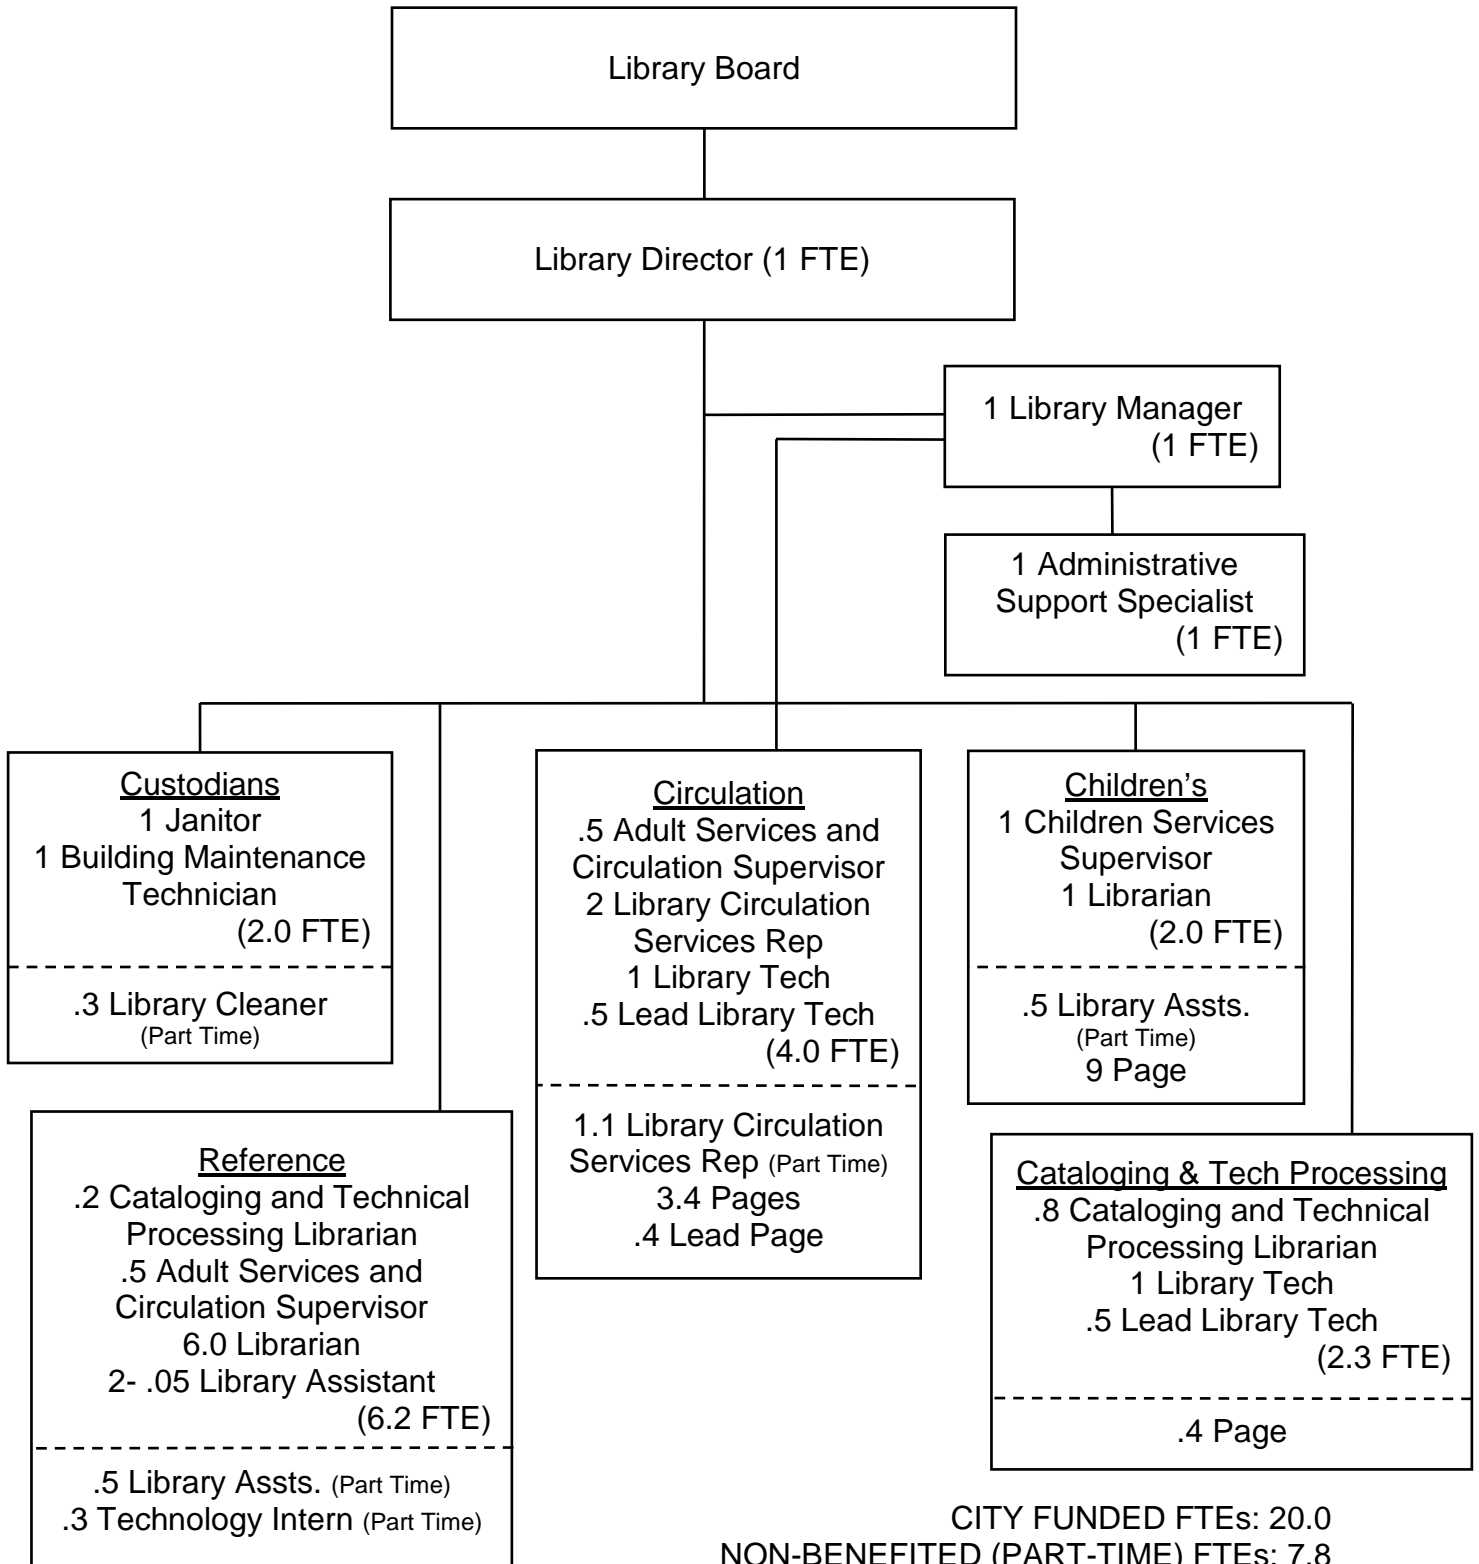 Library Board
Library Director (1 FTE)
1 Library Manager
(1 FTE)
1 Administrative
Support Specialist
(1 FTE)
Custodians
1 Janitor
1 Building Maintenance
Technician
(2.0 FTE)
.3 Library Cleaner
(Part Time)
Circulation
.5 Adult Services and
Circulation Supervisor
2 Library Circulation
Services Rep
1 Library Tech
.5 Lead Library Tech
(4.0 FTE)
1.1 Library Circulation
Services Rep (Part Time)
3.4 Pages
.4 Lead Page
Children's
1 Children Services
Supervisor
1 Librarian
(2.0 FTE)
.5 Library Assts.
(Part Time)
9 Page
Reference
.2 Cataloging and Technical
Processing Librarian
.5 Adult Services and
Circulation Supervisor
6.0 Librarian
2- .05 Library Assistant
(6.2 FTE)
.5 Library Assts. (Part Time)
.3 Technology Intern (Part Time)
Cataloging & Tech Processing
.8 Cataloging and Technical
Processing Librarian
1 Library Tech
.5 Lead Library Tech
(2.3 FTE)
.4 Page
CITY FUNDED FTEs: 20.0
NON-BENEFITED (PART-TIME) FTEs: 7.8